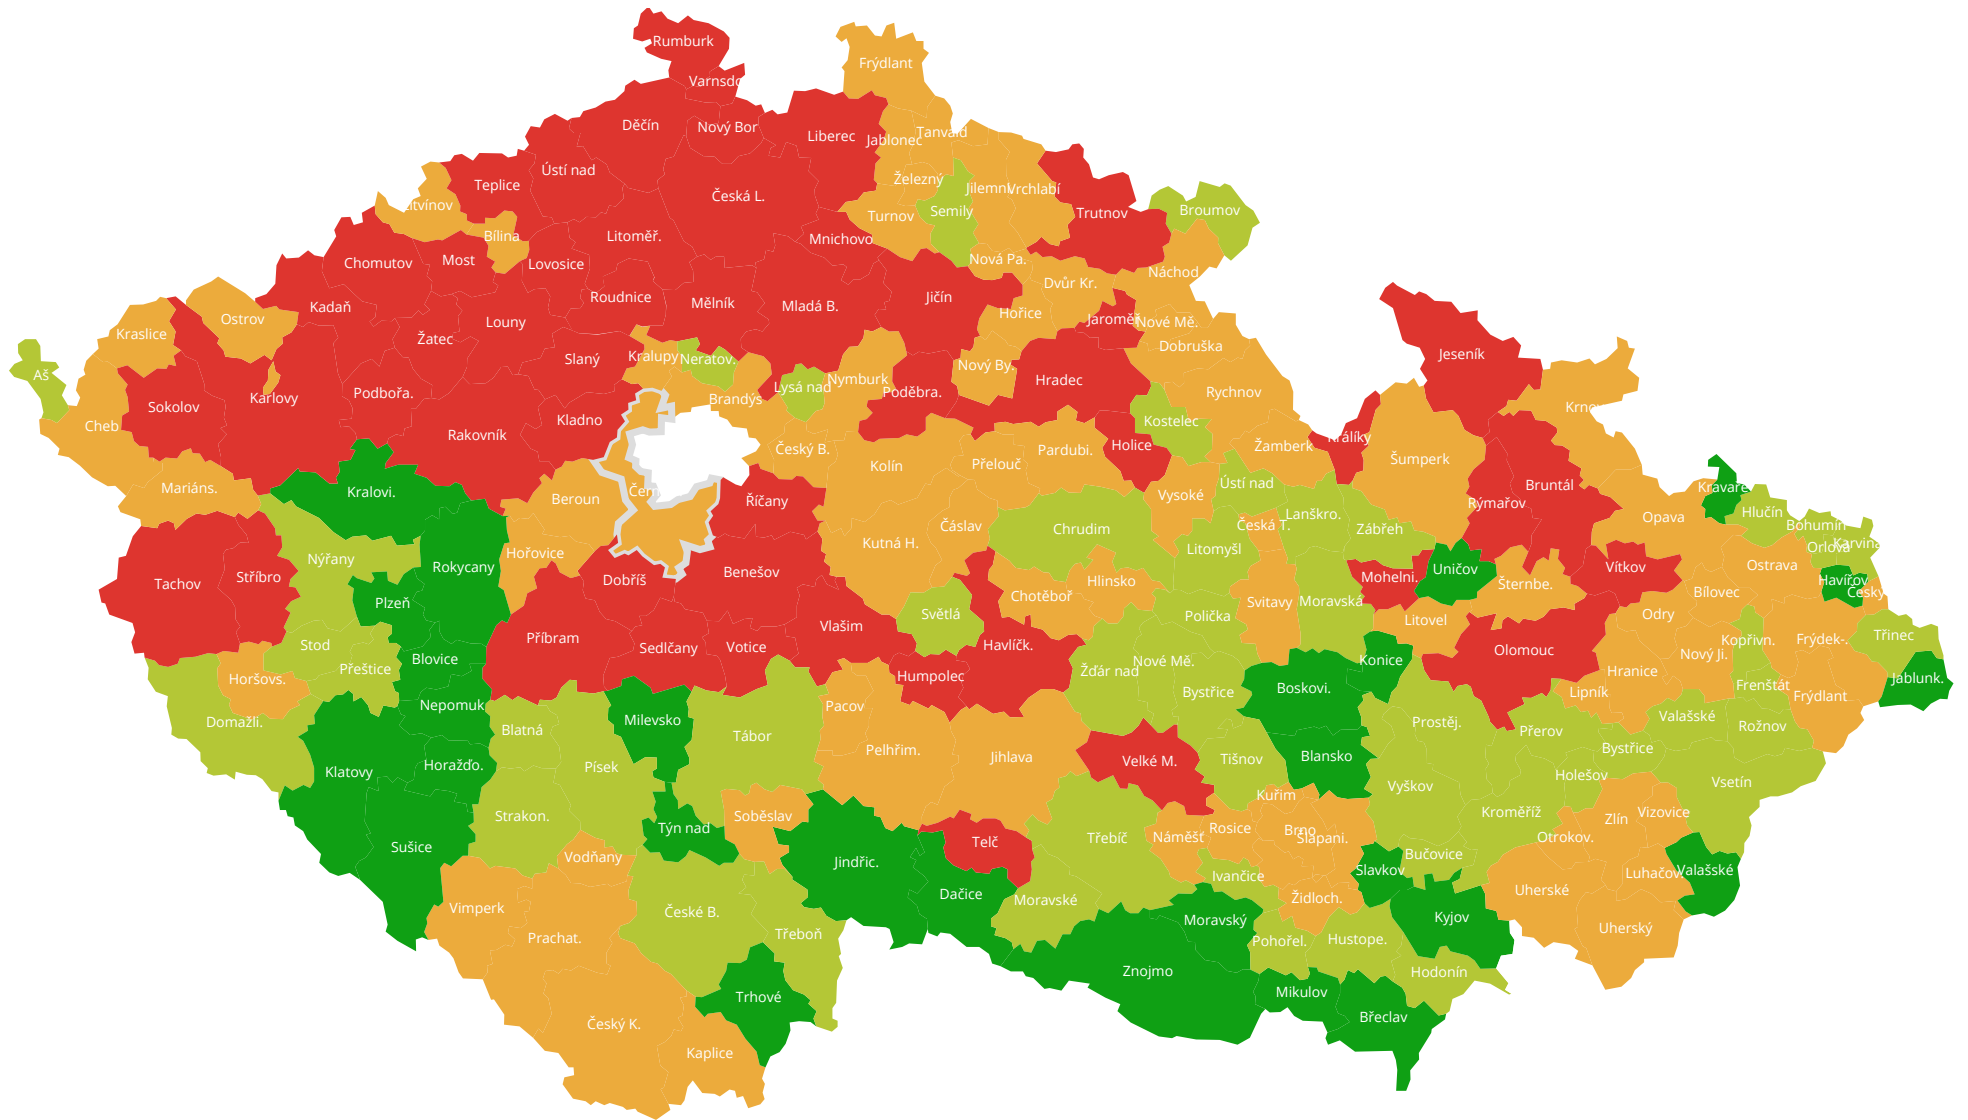 Rumburk
Frýdlant
Varnsdo
Děčín
Nový Bor
Liberec
Jablonec
Tanvald
Ústí nad
Teplice
Česká L.
Železný
Jilemni
Vrchlabí
Litvínov
Semily
Turnov
Trutnov
Broumov
Bílina
Litoměř.
Mnichovo
Chomutov
Most
Lovosice
Nová Pa.
Náchod
Dvůr Kr.
Kadaň
Roudnice
Mělník
Mladá B.
Jičín
Hořice
Jaroměř
Nové Mě.
Ostrov
Kraslice
Louny
Žatec
Dobruška
Slaný
Kralupy
Neratov.
Jeseník
Aš
Nový By.
Hradec
Nymburk
Lysá nad
Poděbra.
Rychnov
Podbořa.
Karlovy
Sokolov
Brandýs
Krnov
Cheb
Kladno
Kostelec
Rakovník
Český B.
Holice
Žamberk
Králíky
Pardubi.
Přelouč
Kolín
Šumperk
Mariáns.
Kralovi.
Beroun
Čern
Říčany
Vysoké
Ústí nad
Bruntál
Kravaře
Rýmařov
Lanškro.
Hlučín
Opava
Chrudim
Čáslav
Česká T.
Zábřeh
Bohumín
Kutná H.
Litomyšl
Orlová
Karviná
Hořovice
Nýřany
Rokycany
Stříbro
Tachov
Dobříš
Benešov
Hlinsko
Chotěboř
Mohelni.
Uničov
Šternbe.
Vítkov
Ostrava
Havířov
Český
Bílovec
Plzeň
Světlá
Svitavy
Moravská
Polička
Litovel
Odry
Vlašim
Příbram
Sedlčany
Votice
Havlíčk.
Kopřivn.
Frýdek-.
Třinec
Stod
Přeštice
Blovice
Olomouc
Nový Ji.
Konice
Nové Mě.
Žďár nad
Horšovs.
Humpolec
Hranice
Lipník
Jablunk.
Boskovi.
Bystřice
Frenštát
Frýdlant
Nepomuk
Pacov
Milevsko
Domažli.
Blatná
Tábor
Prostěj.
Přerov
Valašské
Rožnov
Pelhřim.
Jihlava
Bystřice
Klatovy
Horažďo.
Písek
Velké M.
Tišnov
Blansko
Holešov
Vsetín
Vyškov
Kuřim
Strakon.
Soběslav
Týn nad
Kroměříž
Zlín
Vizovice
Rosice
Brno
Šlapani.
Náměšť
Třebíč
Otrokov.
Telč
Sušice
Vodňany
Jindřic.
Bučovice
Slavkov
Ivančice
Luhačov.
Valašské
Uherské
Dačice
Moravské
Židloch.
Vimperk
České B.
Moravský
Kyjov
Uherský
Prachat.
Třeboň
Pohořel.
Hustope.
Znojmo
Hodonín
Trhové
Mikulov
Český K.
Břeclav
Kaplice